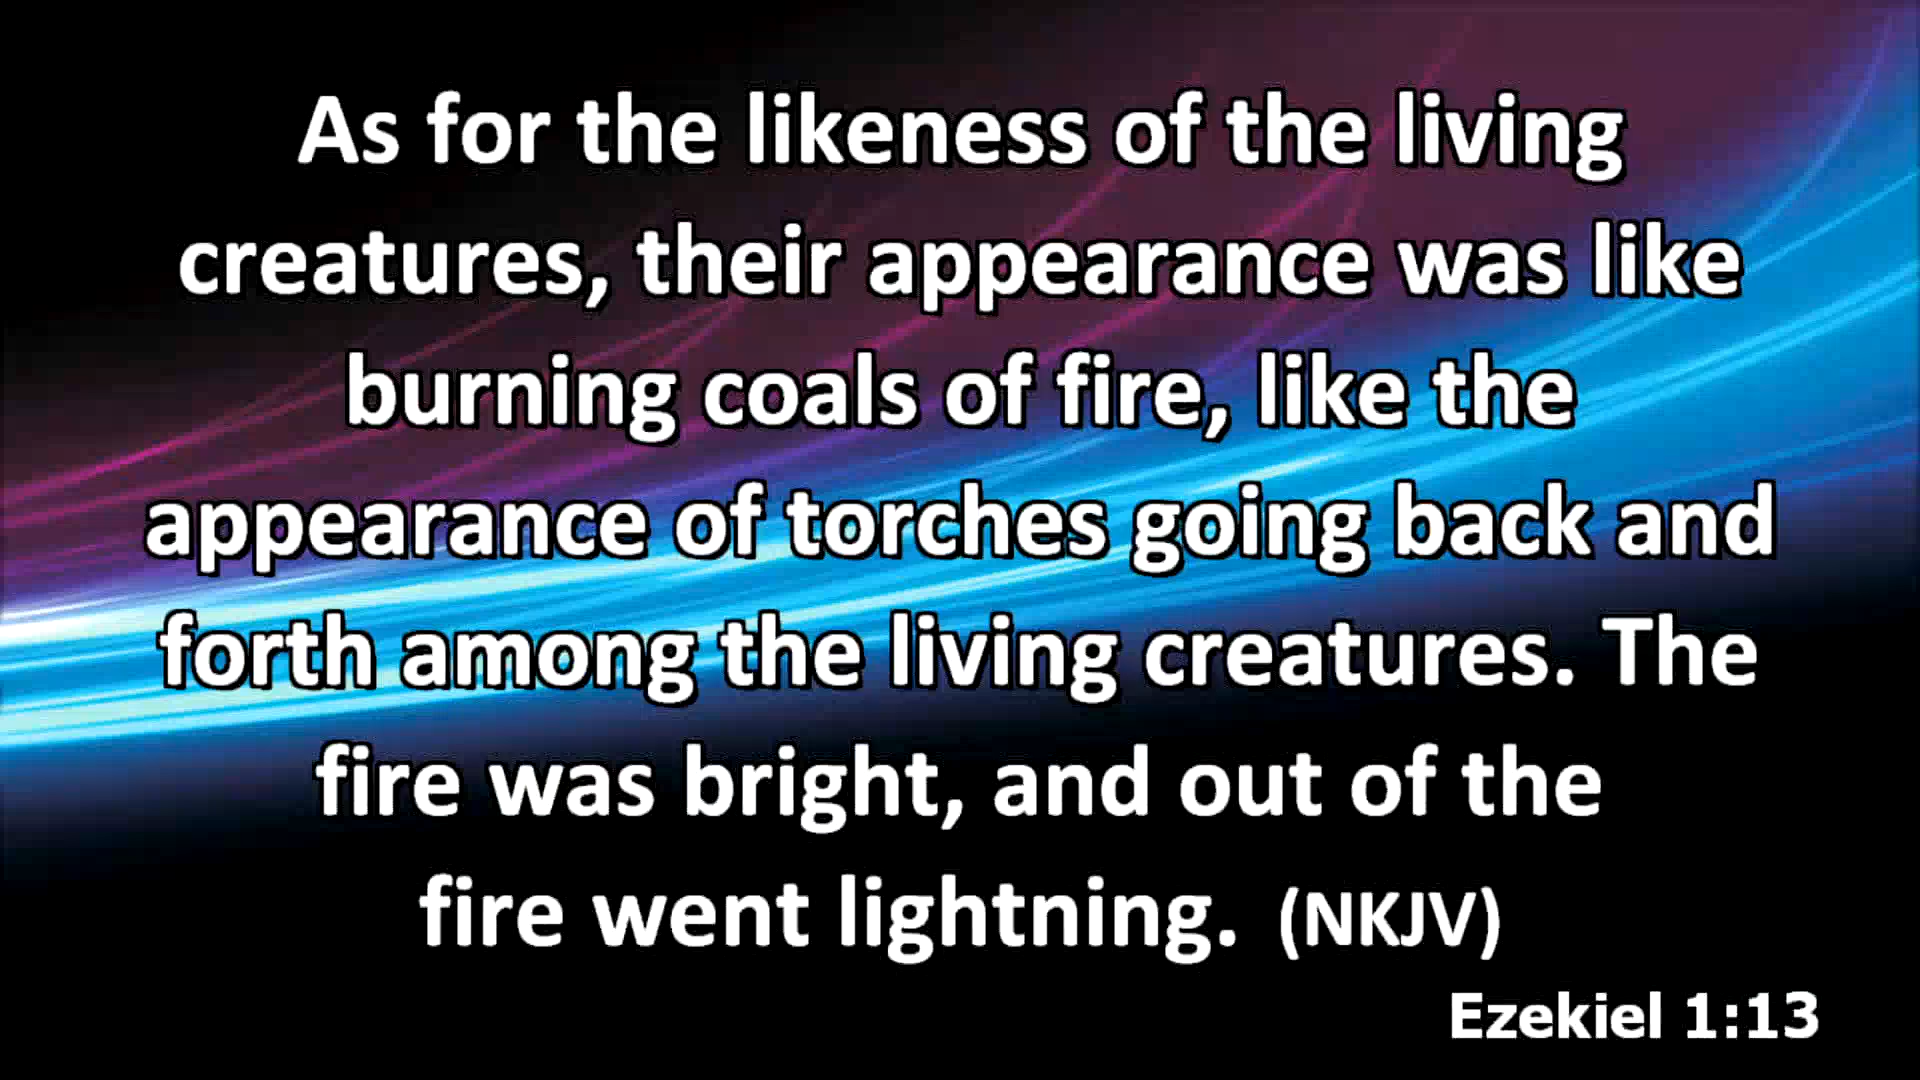 As for the likeness of the living
creatures, their appearance was like
burning coals of fire, like the
appearance of torches going back and
forth among the living creatures. The
fire was bright, and out of the
fire went lightning. (NKJV)
Ezekiel 1:13